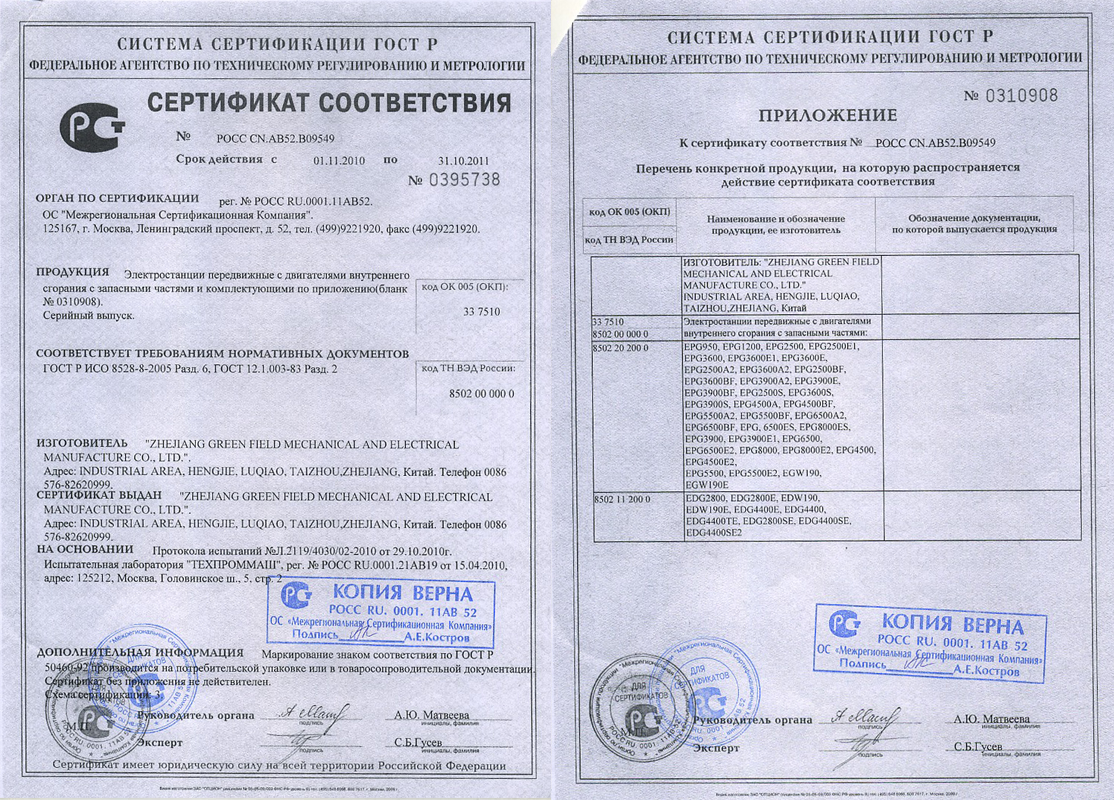 СИСТЕМА СЕРТИФИКАЦИИ ГОСТ Р
ФЕДЕРАЛЬНОЕ АГЕНТСТВО ПО ТЕХНИЧЕСКОМУ РЕГУЛИРОВАНИЮ И МЕТРОЛОГИИ
СЕРТИФИКАТ СООТВЕТСТВИЯ
№ РОСС CN.АВ52.В09549
Срок действия с 01.11.2010 по 31.10.2011
№ 0395738
ОРГАН ПО СЕРТИФИКАЦИИ рег. № РОСС RU.0001.11АВ52.
ОС "Межрегиональная Сертификационная Компания".
125167, г. Москва, Ленинградский проспект, д. 52, тел. (499)9221920, факс (499)9221920.
ПРОДУКЦИЯ Электростанции передвижные с двигателями внутреннего
сгорания с запасными частями и комплектующими по приложению(бланк
№ 0310908).
Серийный выпуск.
код ОК 005 (ОКП):
33 7510
СООТВЕТСТВУЕТ ТРЕБОВАНИЯМ НОРМАТИВНЫХ ДОКУМЕНТОВ
ГОСТ Р ИСО 8528-8-2005 Разд. 6, ГОСТ 12.1.003-83 Разд. 2
код ТН ВЭД России:
8502 00 000 0
ИЗГОТОВИТЕЛЬ "ZHEJIANG GREEN FIELD MECHANICAL AND ELECTRICAL
MANUFACTURE CO., LTD.".
Адрес: INDUSTRIAL AREA, HENGJIE, LUQIAO, TAIZHOU,ZHEJIANG, Китай. Телефон 0086
576-82620999.
СЕРТИФИКАТ ВЫДАН "ZHEJIANG GREEN FIELD MECHANICAL AND ELECTRICAL
MANUFACTURE CO., LTD.".
Адрес: INDUSTRIAL AREA, HENGJIE, LUQIAO, TAIZHOU,ZHEJIANG, Китай. Телефон 0086
576-82620999.
НА ОСНОВАНИИ Протокола испытаний №Л.2119/4030/02-2010 от 29.10.2010г.
Испытательная лаборатория "ТЕХПРОММАШ", рег. № РОСС RU.0001.21АВ19 от 15.04.2010,
адрес: 125212, Москва, Головинское ш., 5, стр. 2
КОПИЯ ВЕРНА
РОСС RU. 0001. 11АВ 52
ОС «Межрегиональная Сертификационная Компания»
Подпись А.Е.Костров
ДОПОЛНИТЕЛЬНАЯ ИНФОРМАЦИЯ Маркирование знаком соответствия по ГОСТ Р
50460-92 производится на потребительской упаковке или в товаросопроводительной документации.
Сертификат без приложения не действителен.
Схема сертификации: 3
М.П.
Руководитель органа А.Ю. Матвеева
подпись инициалы, фамилия
Эксперт С.Б.Гусев
подпись инициалы, фамилия
Сертификат имеет юридическую силу на всей территории Российской Федерации
СИСТЕМА СЕРТИФИКАЦИИ ГОСТ Р
ФЕДЕРАЛЬНОЕ АГЕНТСТВО ПО ТЕХНИЧЕСКОМУ РЕГУЛИРОВАНИЮ И МЕТРОЛОГИИ
№ 0310908
ПРИЛОЖЕНИЕ
К сертификату соответствия № РОСС CN.АВ52.В09549
Перечень конкретной продукции, на которую распространяется
действие сертификата соответствия
код ОК 005 (ОКП)
код ТН ВЭД России
Наименование и обозначение
продукции, ее изготовитель
Обозначение документации,
по которой выпускается продукция
ИЗГОТОВИТЕЛЬ: "ZHEJIANG GREEN FIELD
MECHANICAL AND ELECTRICAL
MANUFACTURE CO., LTD."
INDUSTRIAL AREA, HENGJIE, LUQIAO,
TAIZHOU,ZHEJIANG, Китай
33 7510 Электростанции передвижные с двигателями
8502 00 000 0 внутреннего сгорания с запасными частями:
8502 20 200 0 EPG950, EPG1200, EPG2500, EPG2500E1,
EPG3600, EPG3600E1, EPG3600E,
EPG2500A2, EPG3600A2, EPG2500BF,
EPG3600BF, EPG3900A2, EPG3900E,
EPG3900BF, EPG2500S, EPG3600S,
EPG3900S, EPG4500A, EPG4500BF,
EPG5500A2, EPG5500BF, EPG6500A2,
EPG6500BF, EPG, 6500ES, EPG8000ES,
EPG3900, EPG3900E1, EPG6500,
EPG6500E2, EPG8000, EPG8000E2, EPG4500,
EPG4500E2,
EPG5500, EPG5500E2, EGW190,
EGW190E
8502 11 200 0 EDG2800, EDG2800E, EDW190,
EDW190E, EDG4400E, EDG4400,
EDG4400TE, EDG2800SE, EDG4400SE,
EDG4400SE2
КОПИЯ ВЕРНА
РОСС RU. 0001. 11АВ 52
ОС «Межрегиональная Сертификационная Компания»
Подпись А.Е.Костров
ДЛЯ
СЕРТИФИКАТОВ
Руководитель органа А.Ю. Матвеева
подпись инициалы, фамилия
Эксперт С.Б.Гусев
подпись инициалы, фамилия